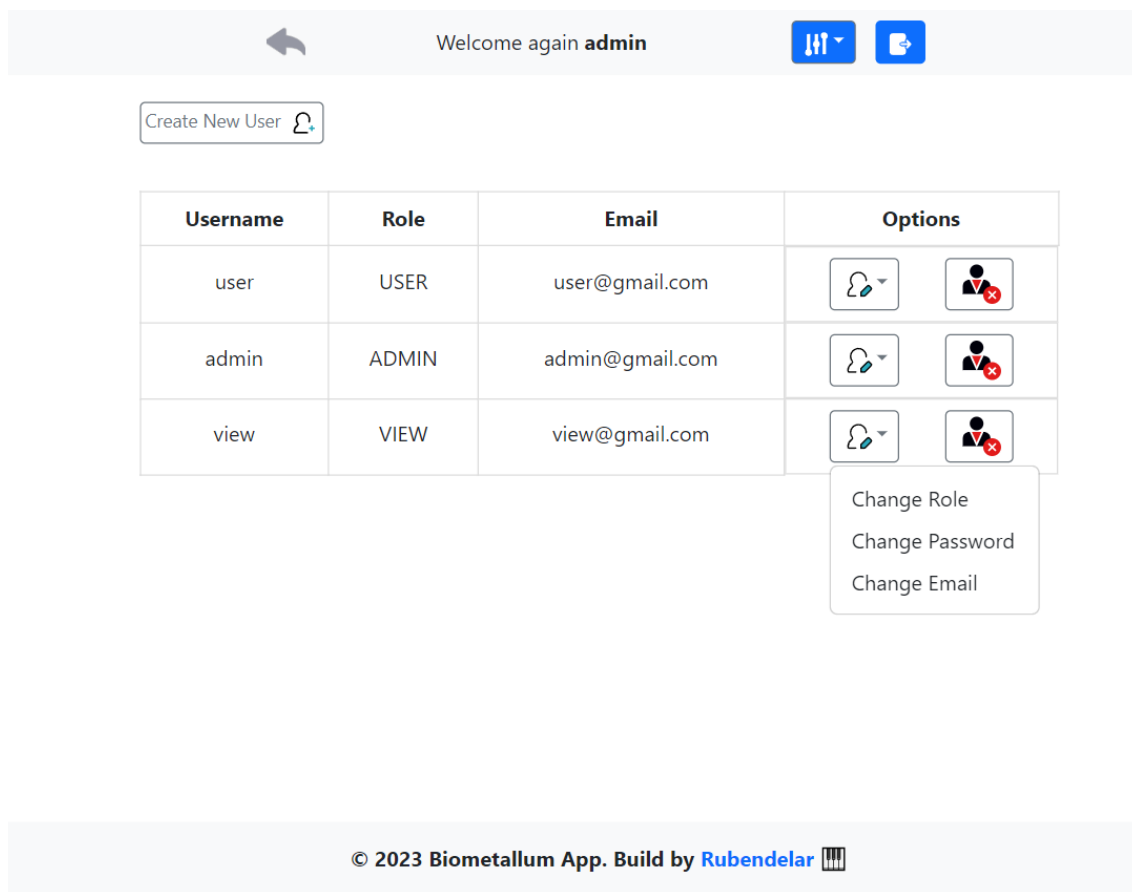 Welcome again admin
Create New User
Username Role Email Options
user USER user@gmail.com
admin ADMIN admin@gmail.com
view VIEW view@gmail.com
Change Role
Change Password
Change Email
© 2023 Biometallum App. Build by Rubendelar